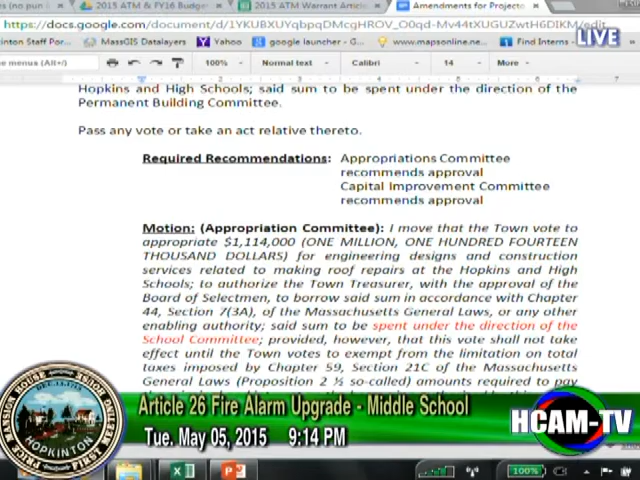 2015 ATM & FY16 Budge
2015 ATM Warrant Article
Amendments for Projecto
https://docs.google.com/document/d/1YKUBXUYqbpqDMcgHROV_O0qd-Mv44tXUGUZwtH6DIKM/edit
LIVE
inton Staff Por
MassGIS Datalayers
Yahoo
google launcher - G
www.mapsonline.ne
Find Interns
e menus (Alt+/)
100%
Normal text
Calibri
14
More
Hopkins and High Schools; said sum to be spent under the direction of the
Permanent Building Committee.
Pass any vote or take an act relative thereto.
Required Recommendations: Appropriations Committee
recommends approval
Capital Improvement Committee
recommends approval
Motion: (Appropriation Committee): I move that the Town vote to
appropriate $1,114,000 (ONE MILLION, ONE HUNDRED FOURTEEN
THOUSAND DOLLARS) for engineering designs and construction
services related to making roof repairs at the Hopkins and High
Schools; to authorize the Town Treasurer, with the approval of the
Board of Selectmen, to borrow said sum in accordance with Chapter
44, Section 7(3A), of the Massachusetts General Laws, or any other
enabling authority; said sum to be spent under the direction of the
School Committee; provided, however, that this vote shall not take
effect until the Town votes to exempt from the limitation on total
taxes imposed by Chapter 59, Section 21C of the Massachusetts
General Laws (Proposition 2 ½ so-called) amounts required to pay
Article 26 Fire Alarm Upgrade - Middle School
Tue. May 05, 2015 9:14 PM
HCAM-TV
HOPKINTON
100%